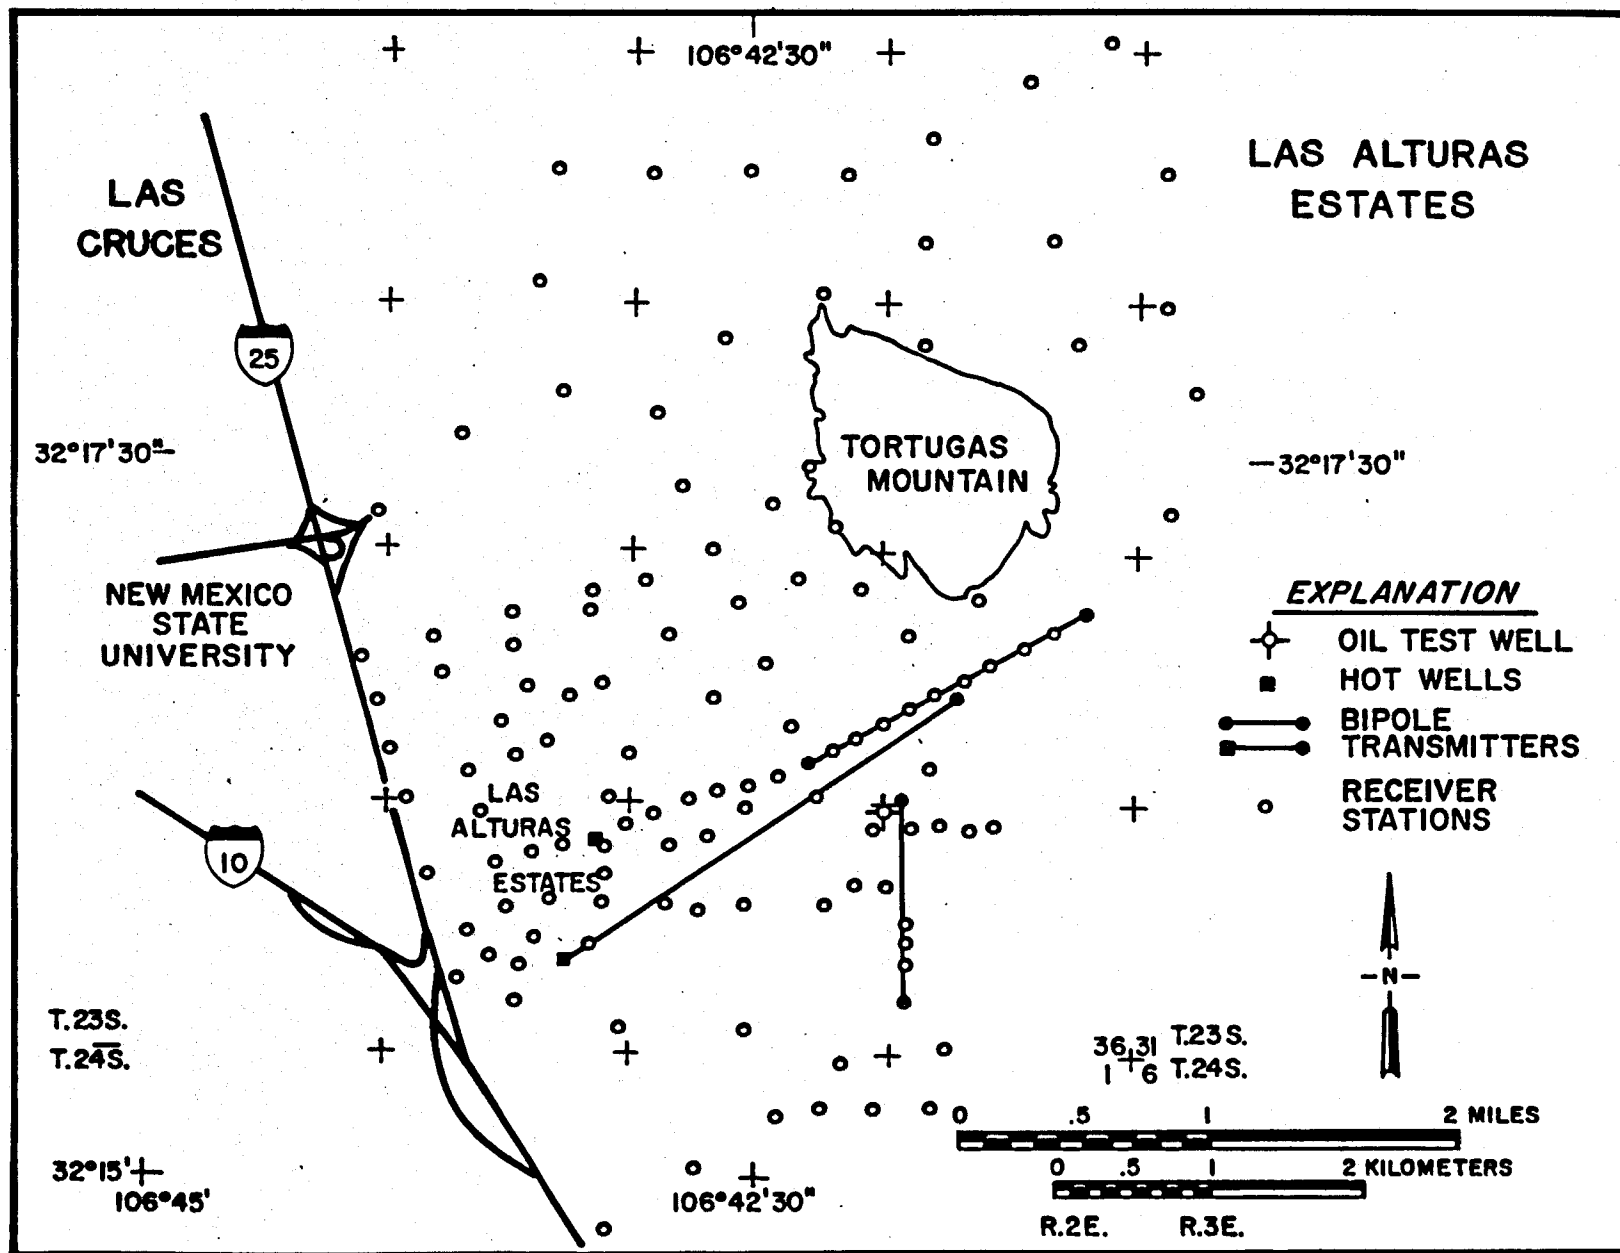 106°42'30"
LAS ALTURAS
ESTATES
LAS
CRUCES
25
32°17'30"
32°17'30"
TORTUGAS
MOUNTAIN
NEW MEXICO
STATE
UNIVERSITY
EXPLANATION
OIL TEST WELL
HOT WELLS
BIPOLE
TRANSMITTERS
RECEIVER
STATIONS
LAS
ALTURAS
ESTATES
10
N
T.23S.
T.24S.
36 31 T.23S.
1 6 T.24S.
0 .5 1 2 MILES
0 .5 1 2 KILOMETERS
R.2E. R.3E.
32°15'
106°45'
106°42'30"